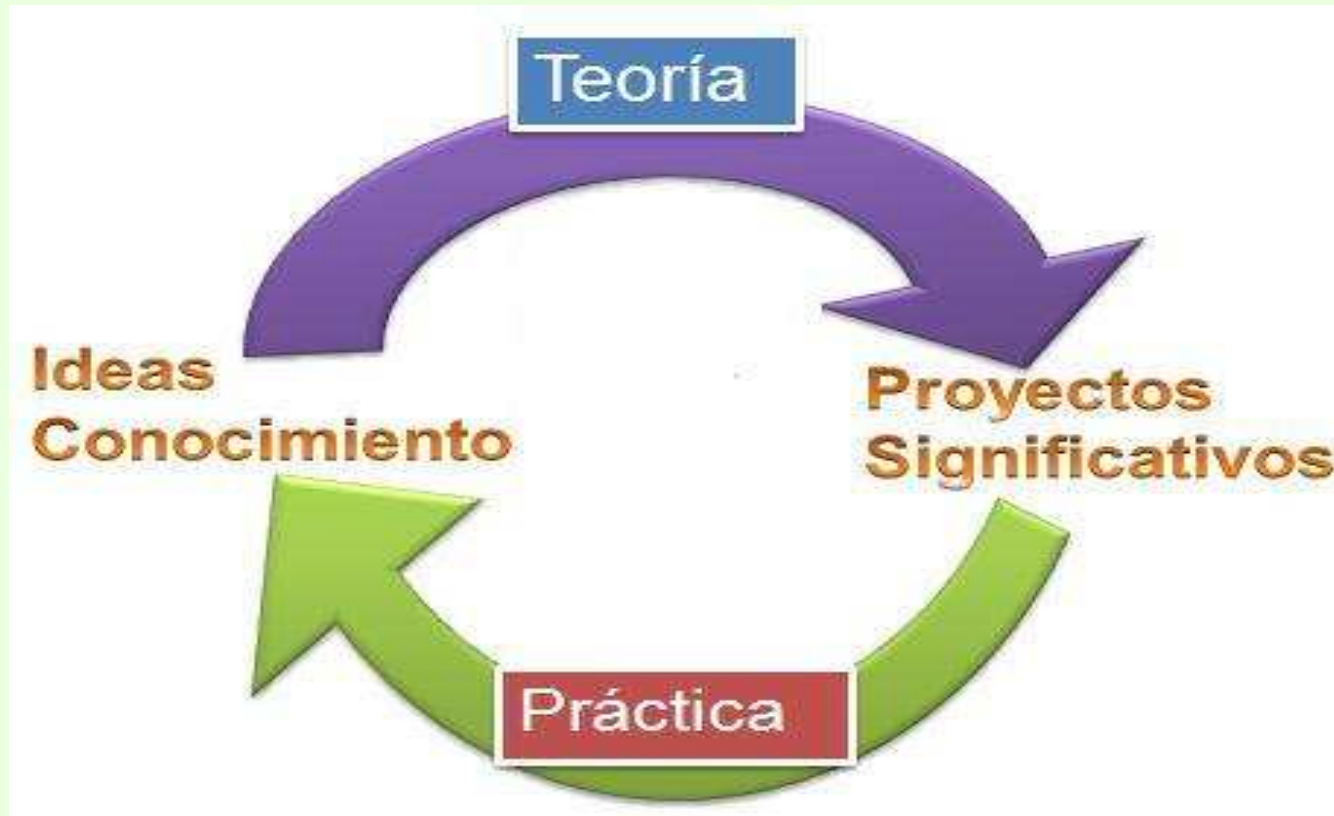 Teoría
Ideas
Conocimiento
Proyectos
Significativos
Práctica